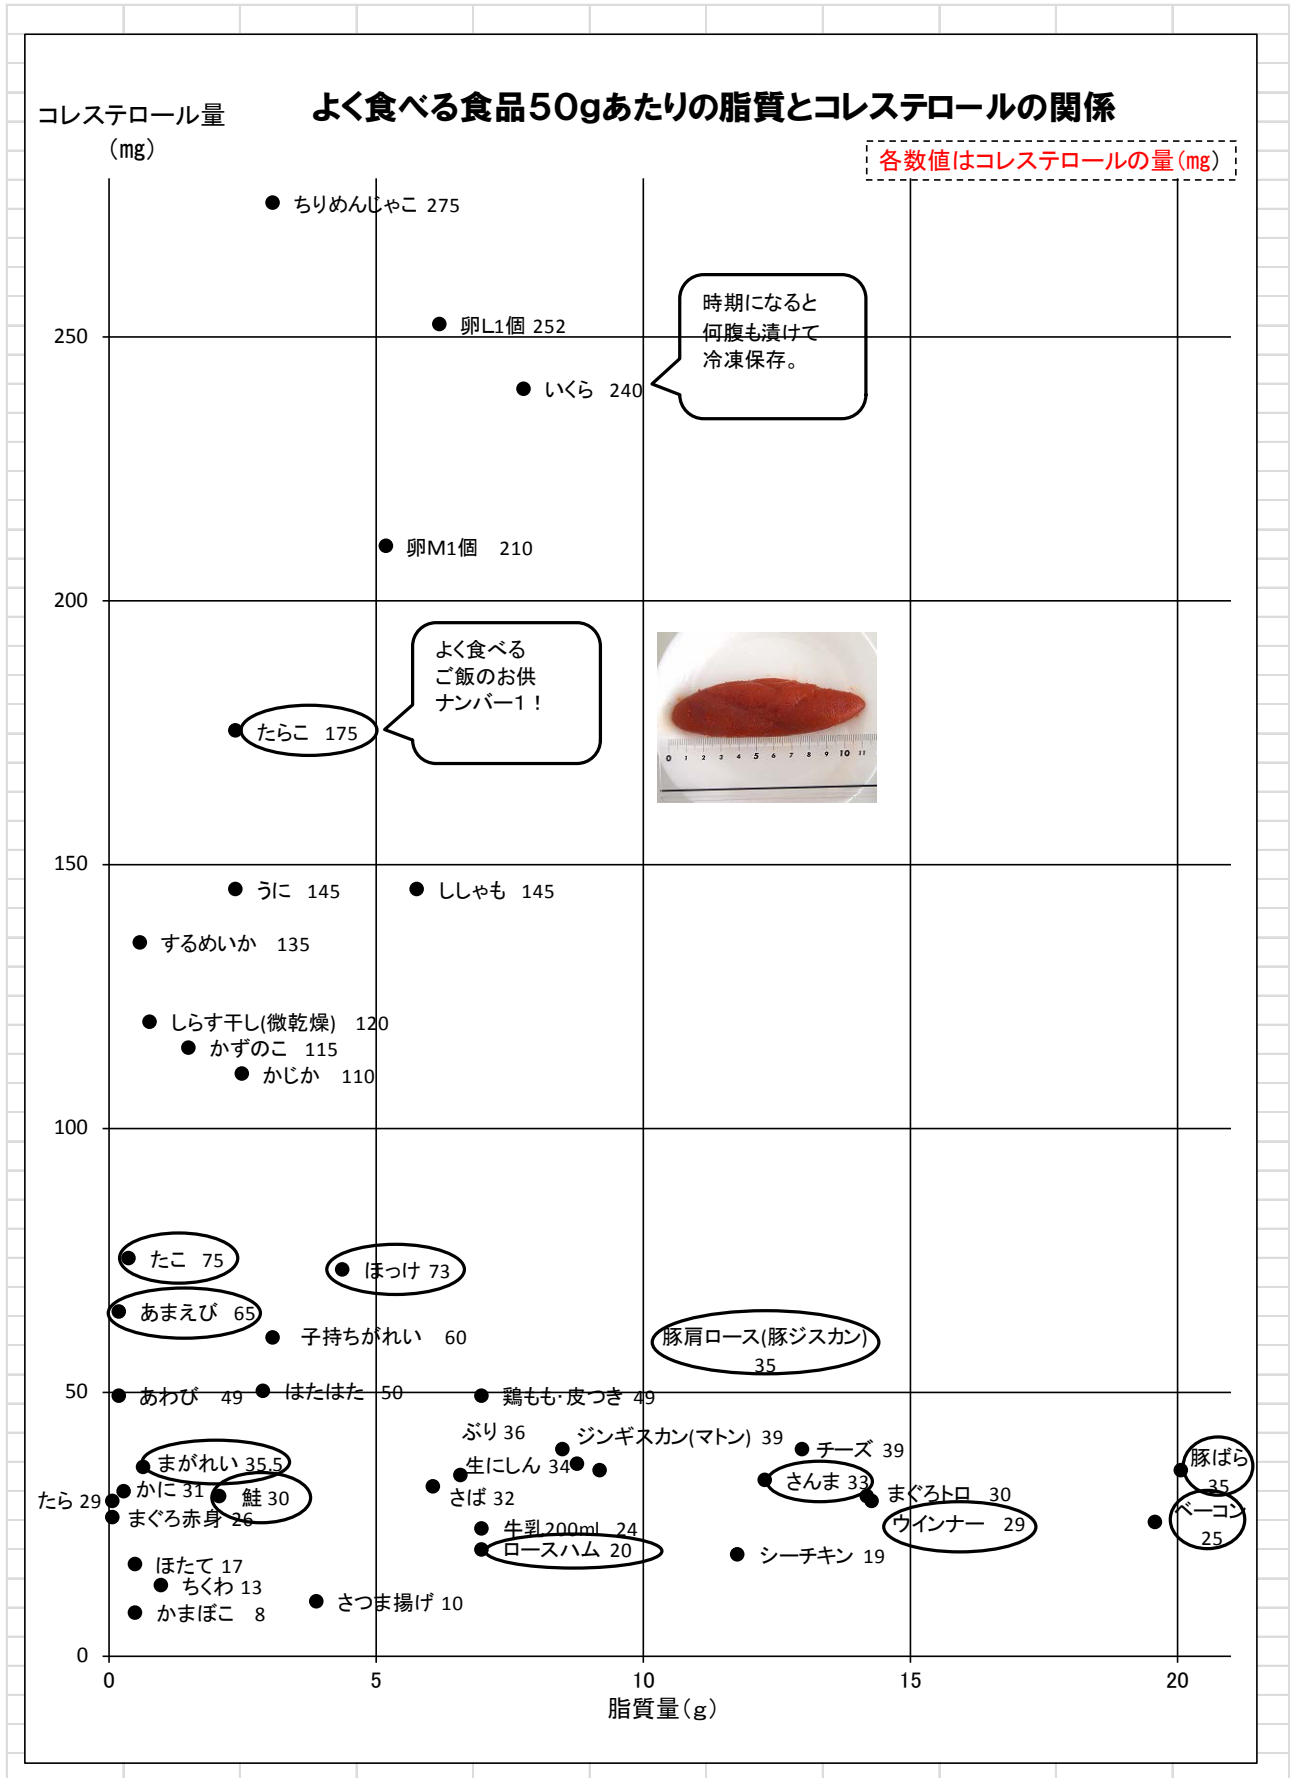 よく食べる食品50gあたりの脂質とコレステロールの関係
コレステロール量
(㎎)
各数値はコレステロールの量(㎎)
ちりめんじゃこ 275
卵L1個 252
時期になると
何腹も漬けて
冷凍保存。
250
いくら 240
卵M1個 210
200
よく食べる
ご飯のお供
ナンバー1!
たらこ 175
0 1 2 3 4 5 6 7 8 9 10 11
150
うに 145
ししゃも 145
するめいか 135
しらす干し(微乾燥) 120
かずのこ 115
かじか 110
100
たこ 75
ほっけ 73
あまえび 65
子持ちがれい 60
豚肩ロース(豚ジスカン)
35
50
はたはた 50
あわび 49
鶏もも・皮つき 49
ぶり 36
ジンギスカン(マトン) 39
チーズ 39
まがれい 35.5
生にしん 34
豚ばら
35
さんま 33
かに 31
鮭 30
さば 32
まぐろトロ 30
たら 29
まぐろ赤身 26
牛乳200ml 24
ウインナー 29
ベーコン
25
ロースハム 20
シーチキン 19
ほたて 17
ちくわ 13
さつま揚げ 10
かまぼこ 8
0
0 5 10 15 20
脂質量(g)